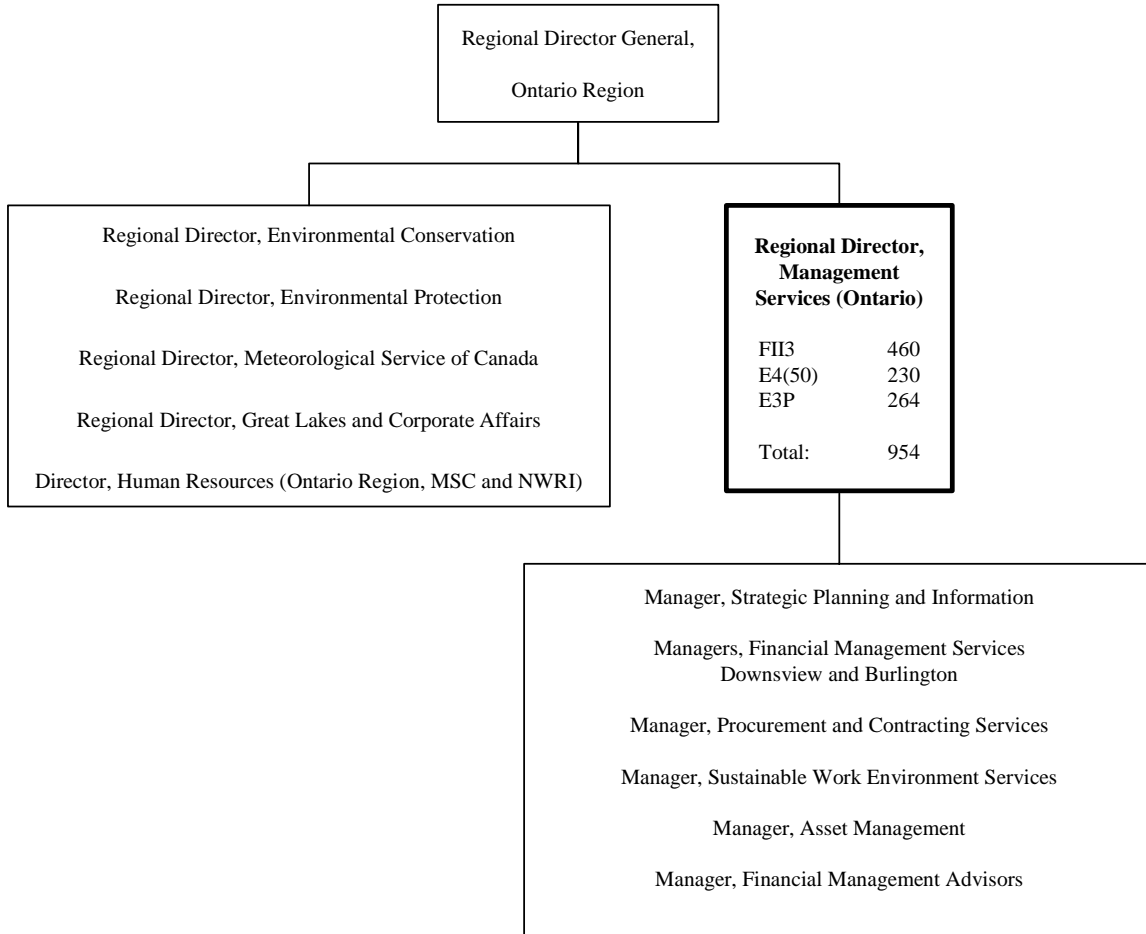 Regional Director General,
Ontario Region
Regional Director, Environmental Conservation
Regional Director, Environmental Protection
Regional Director, Meteorological Service of Canada
Regional Director, Great Lakes and Corporate Affairs
Director, Human Resources (Ontario Region, MSC and NWRI)
Regional Director,
Management
Services (Ontario)
FII3 460
E4(50) 230
E3P 264
Total: 954
Manager, Strategic Planning and Information
Managers, Financial Management Services
Downsview and Burlington
Manager, Procurement and Contracting Services
Manager, Sustainable Work Environment Services
Manager, Asset Management
Manager, Financial Management Advisors